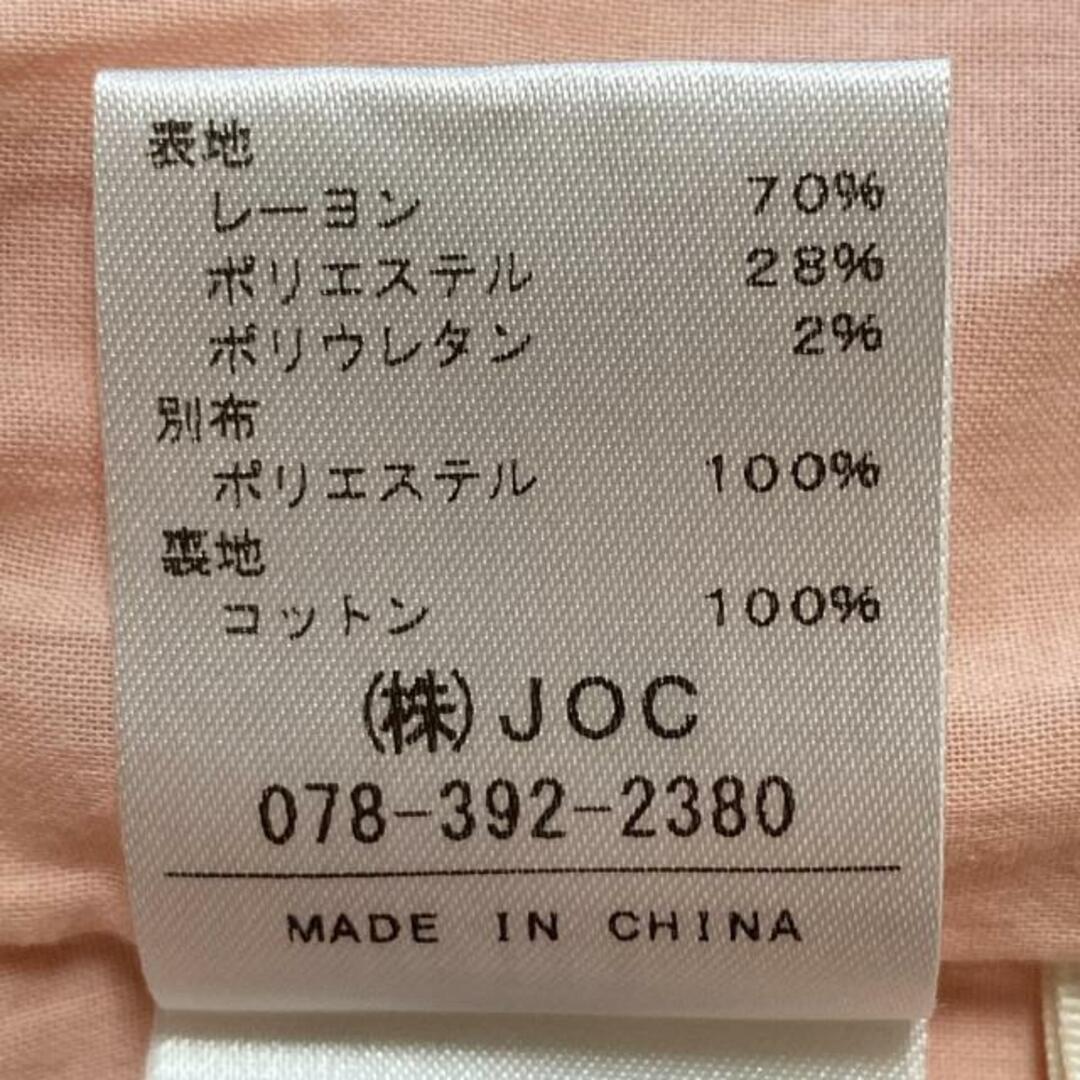 表地
レーヨン 70%
ポリエステル 28%
ポリウレタン 2%
別布
ポリエステル 100%
裏地
コットン 100%
(株)JOC
078-392-2380
MADE IN CHINA